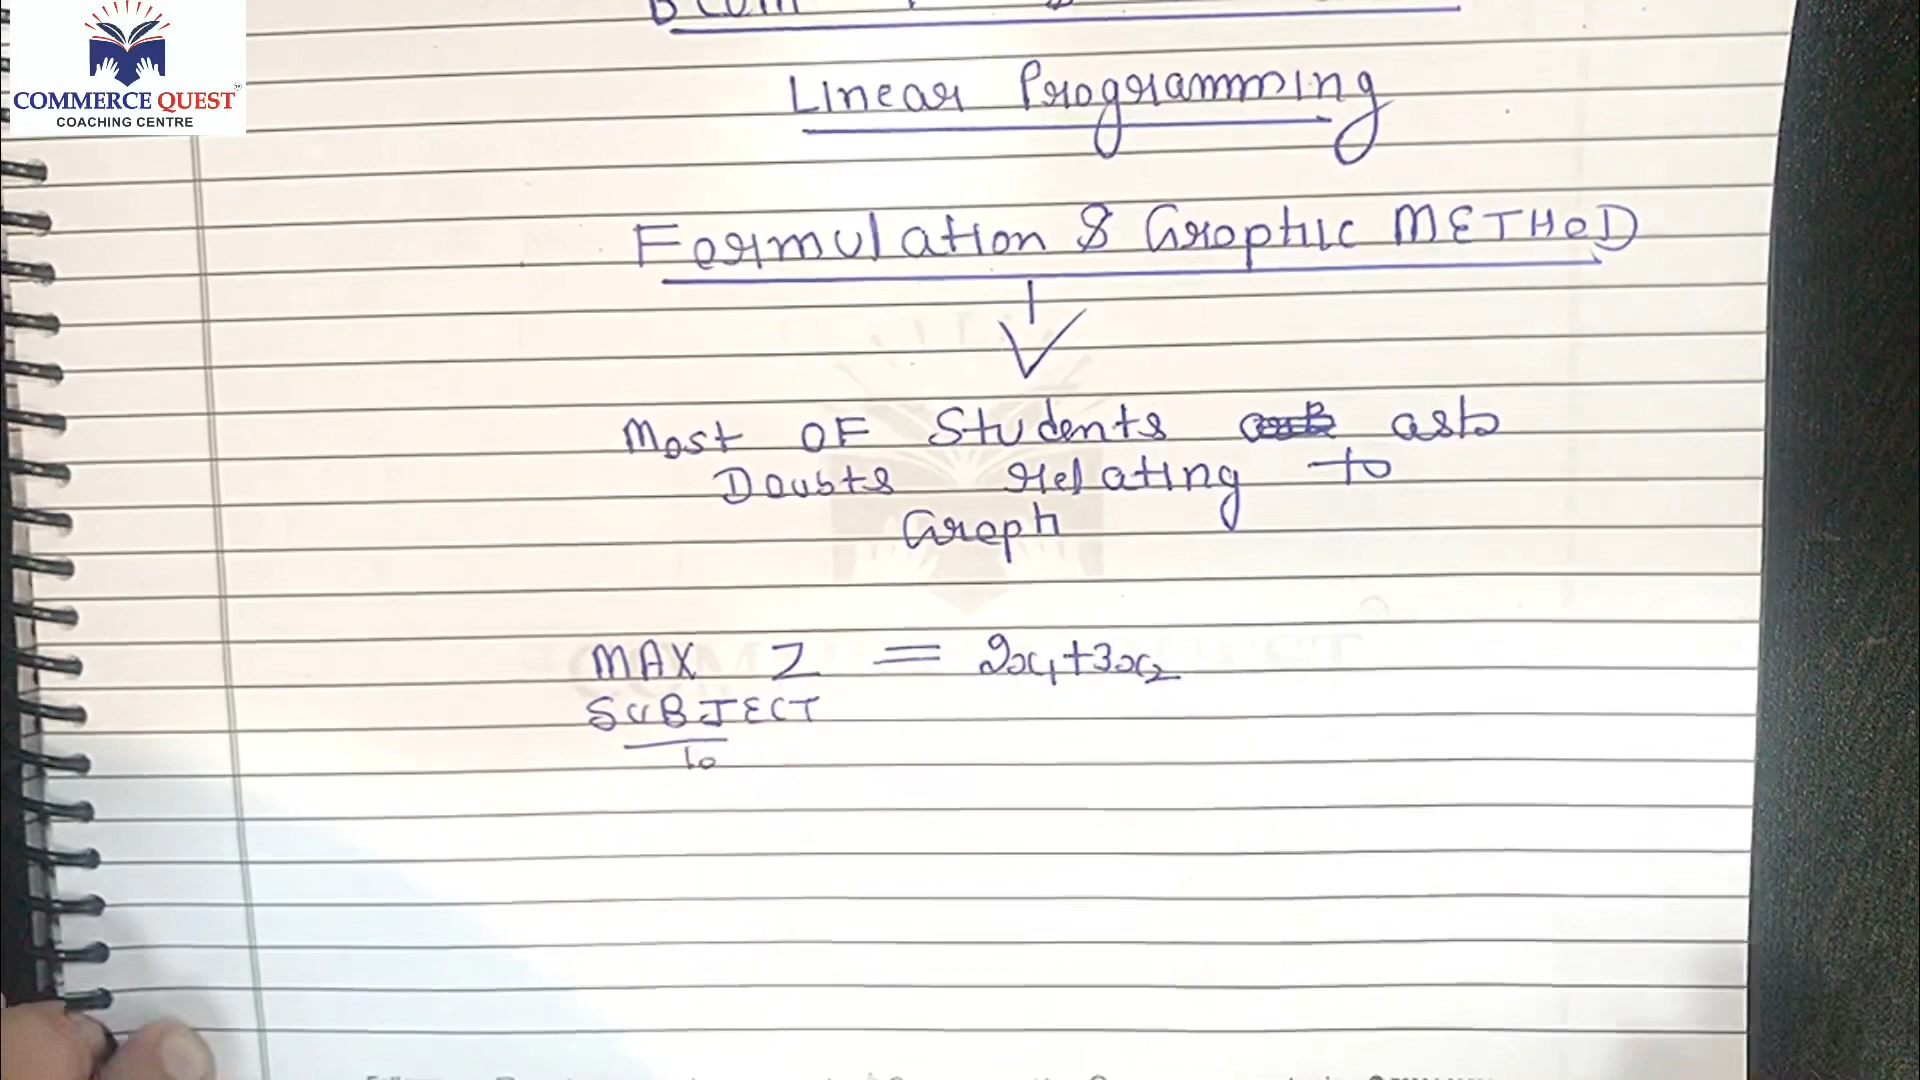 COMMERCE QUEST
COACHING CENTRE
Linear Programming
Formulation & Graphic METHOD
Most OF Students ask
Doubts relating to
Graph
MAX Z = 2x₁+3x₂
SUBJECT
to